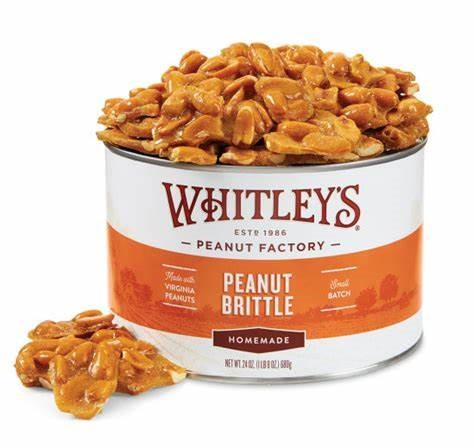 WHITLEY'S®
ESTD 1986
PEANUT FACTORY
Made with
VIRGINIA
PEANUTS
PEANUT
BRITTLE
Small
BATCH
HOMEMADE
NET WT. 24 OZ. (1 LB 8 OZ.) 680g